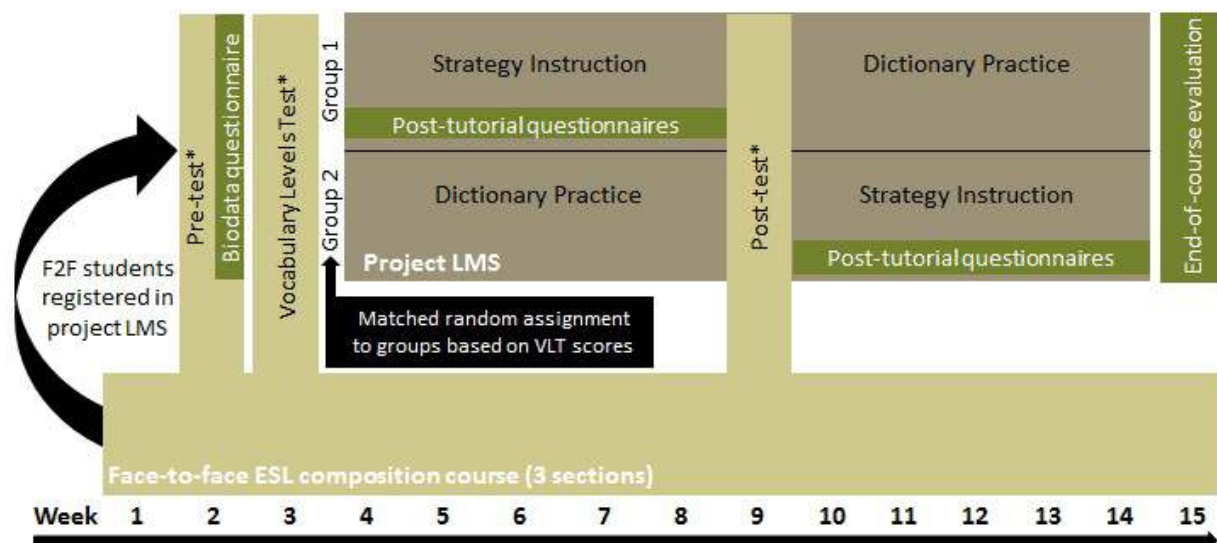 Pre-test*
Biodata questionnaire
Vocabulary Levels Test*
Group 1
Group 2
Strategy Instruction
Post-tutorial questionnaires
Dictionary Practice
Project LMS
Post-test*
Dictionary Practice
Strategy Instruction
Post-tutorial questionnaires
End-of-course evaluation
F2F students
registered in
project LMS
Matched random assignment
to groups based on VLT scores
Face-to-face ESL composition course (3 sections)
Week 1 2 3 4 5 6 7 8 9 10 11 12 13 14 15